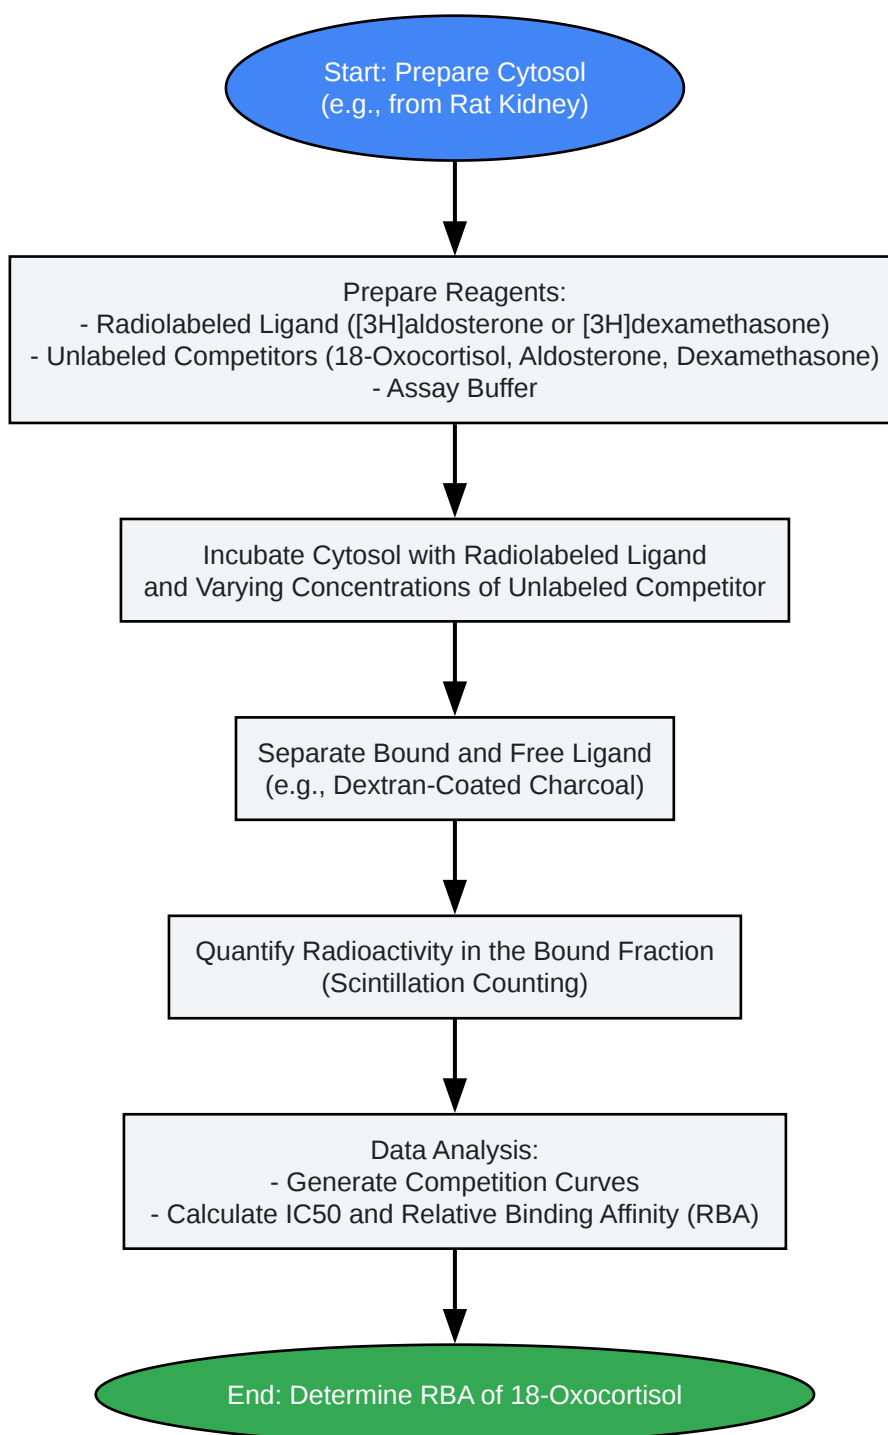 Start: Prepare Cytosol
(e.g., from Rat Kidney)
Prepare Reagents:
- Radiolabeled Ligand ([3H]aldosterone or [3H]dexamethasone)
- Unlabeled Competitors (18-Oxocortisol, Aldosterone, Dexamethasone)
- Assay Buffer
Incubate Cytosol with Radiolabeled Ligand
and Varying Concentrations of Unlabeled Competitor
Separate Bound and Free Ligand
(e.g., Dextran-Coated Charcoal)
Quantify Radioactivity in the Bound Fraction
(Scintillation Counting)
Data Analysis:
- Generate Competition Curves
- Calculate IC50 and Relative Binding Affinity (RBA)
End: Determine RBA of 18-Oxocortisol